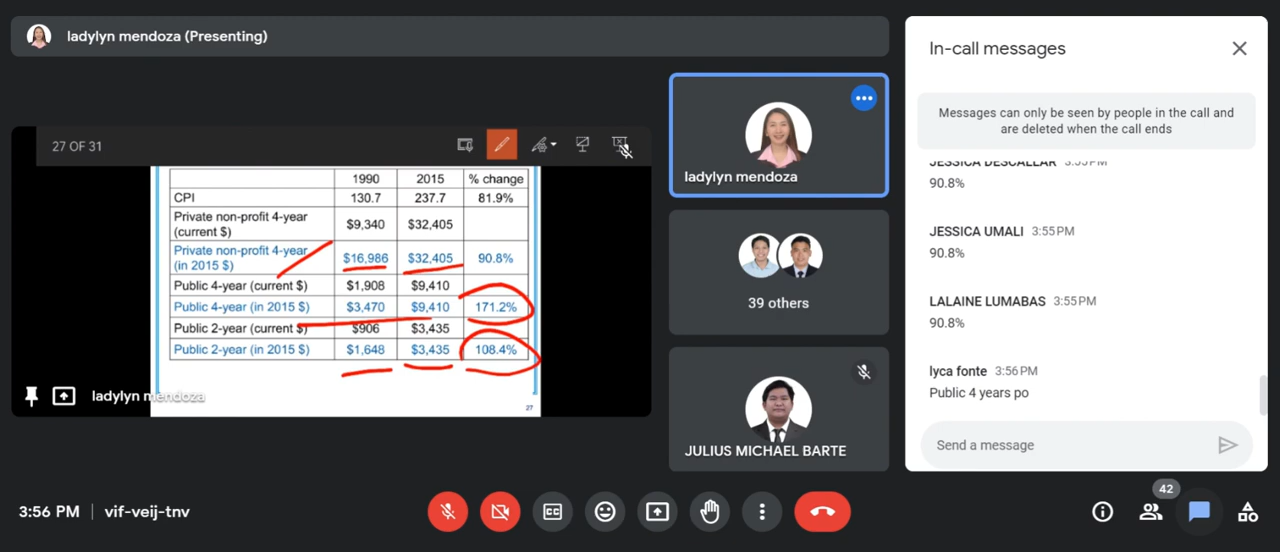 ladylyn mendoza (Presenting)
27 OF 31
1990 2015 % change
CPI 130.7 237.7 81.9%
Private non-profit 4-year (current $) $9,340 $32,405
Private non-profit 4-year (in 2015 $) $16,986 $32,405 90.8%
Public 4-year (current $) $1,908 $9,410
Public 4-year (in 2015 $) $3,470 $9,410 171.2%
Public 2-year (current $) $906 $3,435
Public 2-year (in 2015 $) $1,648 $3,435 108.4%
27
ladylyn mendoza
ladylyn mendoza
39 others
JULIUS MICHAEL BARTE
In-call messages
Messages can only be seen by people in the call and
are deleted when the call ends
JESSICA DESCALLAR 3:55 PM
90.8%
JESSICA UMALI 3:55 PM
90.8%
LALAINE LUMABAS 3:55 PM
90.8%
lyca fonte 3:56 PM
Public 4 years po
Send a message
3:56 PM | vif-veij-tnv
42